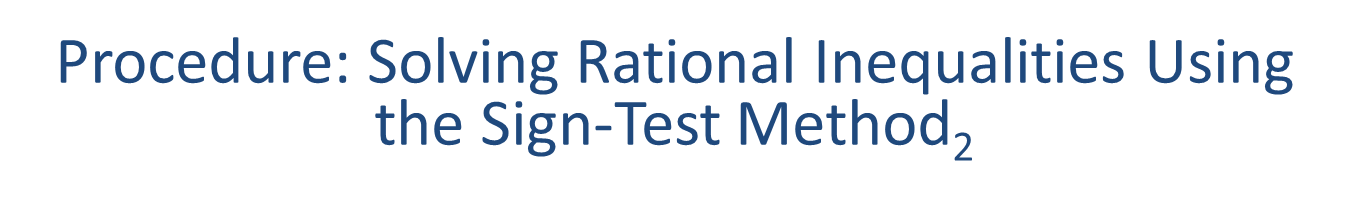 Procedure: Solving Rational Inequalities Using
the Sign-Test Method₂